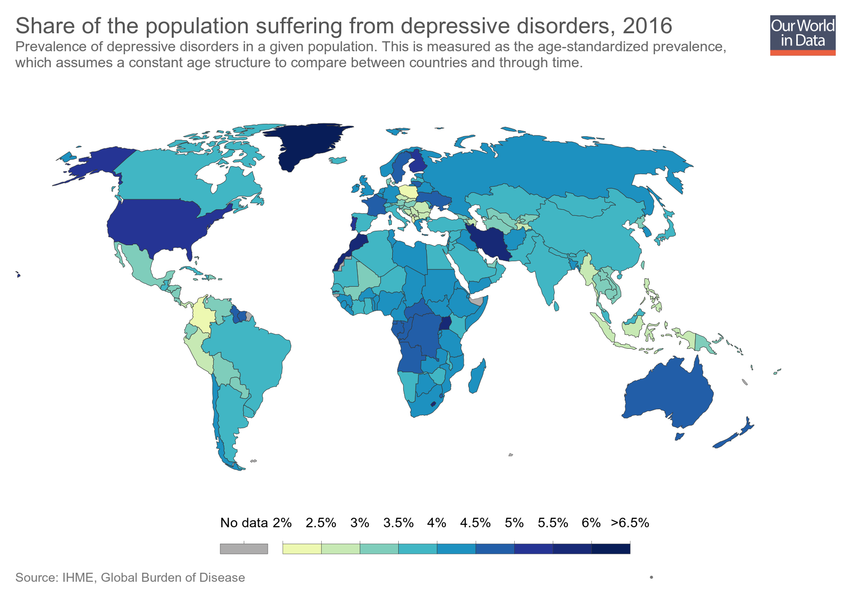 Share of the population suffering from depressive disorders, 2016
Prevalence of depressive disorders in a given population. This is measured as the age-standardized prevalence,
which assumes a constant age structure to compare between countries and through time.
Our World
in Data
No data 2% 2.5% 3% 3.5% 4% 4.5% 5% 5.5% 6% >6.5%
Source: IHME, Global Burden of Disease